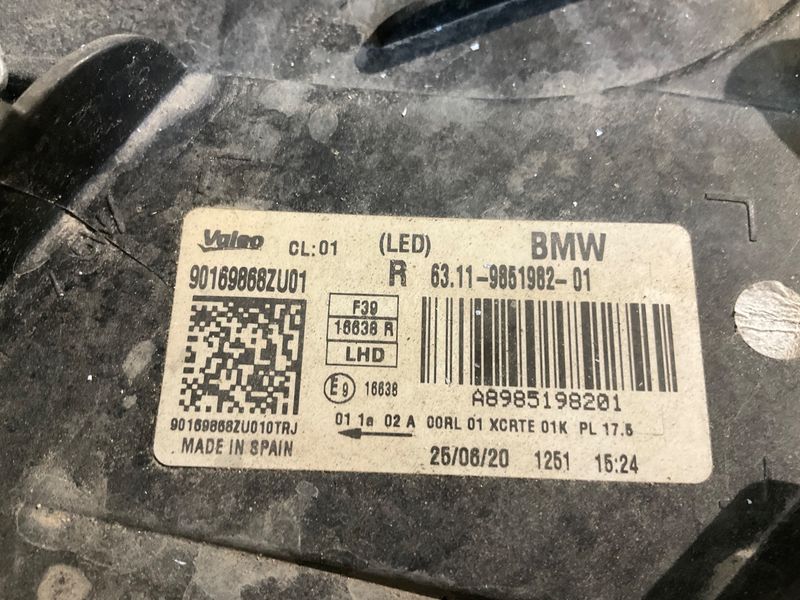 Valeo CL:01 (LED) BMW
90169868ZU01 R 63.11-9851982-01
F39
16638 R
LHD
E9 16638
A8985198201
90169868ZU010TRJ 01 1a 02 A 00RL 01 XCRTE 01K PL 17.5
MADE IN SPAIN 25/06/20 1251 15:24